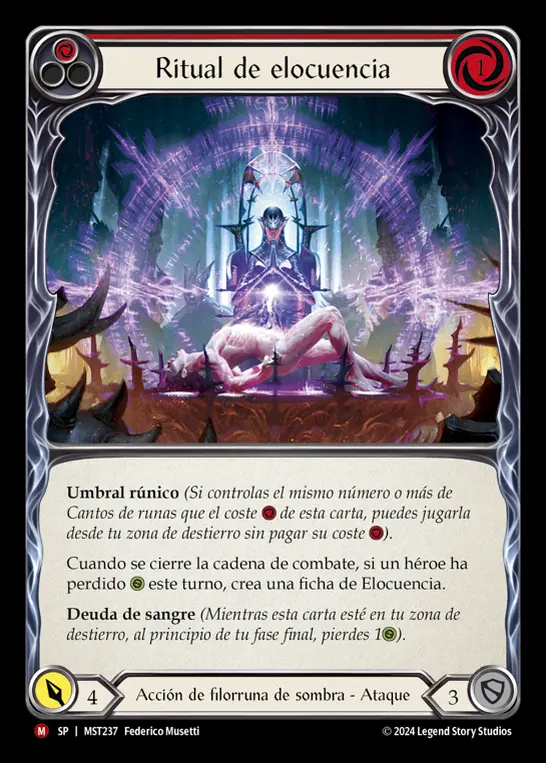 Ritual de elocuencia
1
Umbral rúnico (Si controlas el mismo número o más de
Cantos de runas que el coste de esta carta, puedes jugarla
desde tu zona de destierro sin pagar su coste ).
Cuando se cierre la cadena de combate, si un héroe ha
perdido este turno, crea una ficha de Elocuencia.
Deuda de sangre (Mientras esta carta esté en tu zona de
destierro, al principio de tu fase final, pierdes 1 ).
4
Acción de filorruna de sombra - Ataque
3
M SP | MST237 Federico Musetti
© 2024 Legend Story Studios